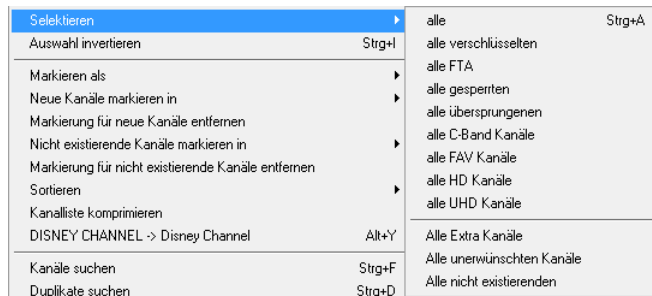 Selektieren
Auswahl invertieren Strg+I
Markieren als
Neue Kanäle markieren in
Markierung für neue Kanäle entfernen
Nicht existierende Kanäle markieren in
Markierung für nicht existierende Kanäle entfernen
Sortieren
Kanalliste komprimieren
DISNEY CHANNEL -> Disney Channel Alt+Y
Kanäle suchen Strg+F
Duplikate suchen Strg+D
alle Strg+A
alle verschlüsselten
alle FTA
alle gesperrten
alle übersprungenen
alle C-Band Kanäle
alle FAV Kanäle
alle HD Kanäle
alle UHD Kanäle
Alle Extra Kanäle
Alle unerwünschten Kanäle
Alle nicht existierenden